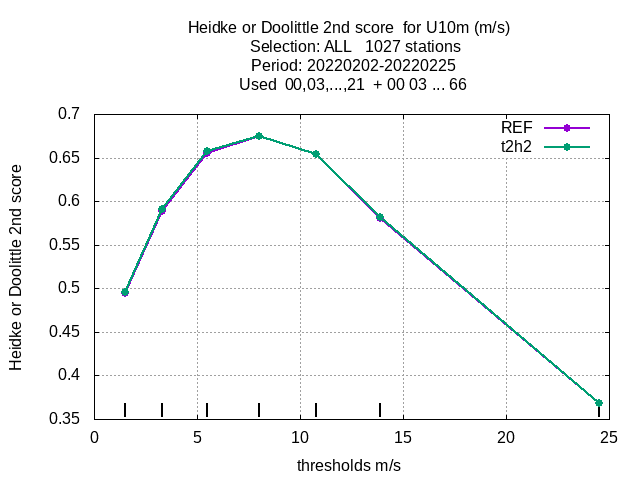 Heidke or Doolittle 2nd score  for U10m (m/s)
Selection: ALL   1027 stations
Period: 20220202-20220225
Used  00,03,...,21  + 00 03 ... 66
REF
t2h2
Heidke or Doolittle 2nd score
0.7
0.65
0.6
0.55
0.5
0.45
0.4
0.35
0 5 10 15 20 25
thresholds m/s